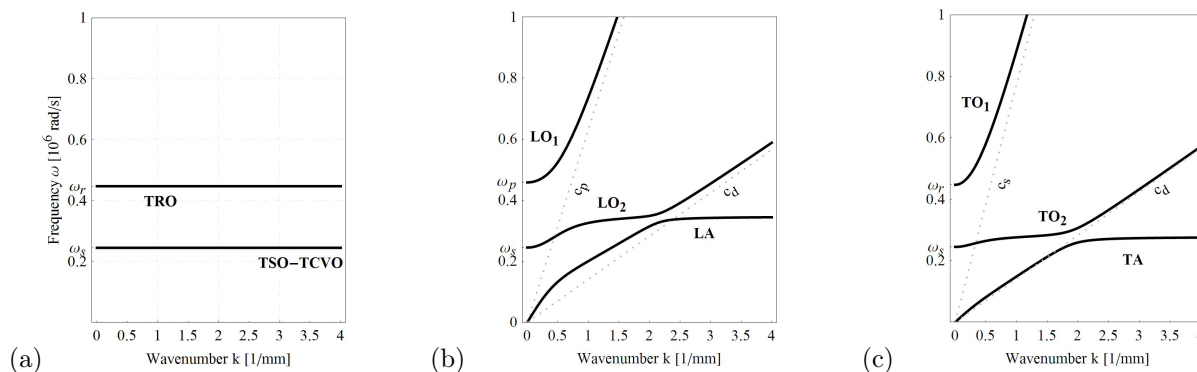 Frequency ω [10⁶ rad/s]
1
0.8
0.6
ω_r
0.4
ω_s
0.2
TRO
TSO−TCVO
0 0.5 1 1.5 2 2.5 3 3.5 4
Wavenumber k [1/mm]
(a)
1
0.8
0.6
ω_p
0.4
ω_s
0.2
0
LO₁
c_p
LO₂
c_d
LA
0 0.5 1 1.5 2 2.5 3 3.5 4
Wavenumber k [1/mm]
(b)
1
0.8
0.6
ω_r
0.4
ω_s
0.2
TO₁
c_s
c_d
TO₂
TA
0 0.5 1 1.5 2 2.5 3 3.5 4
Wavenumber k [1/mm]
(c)